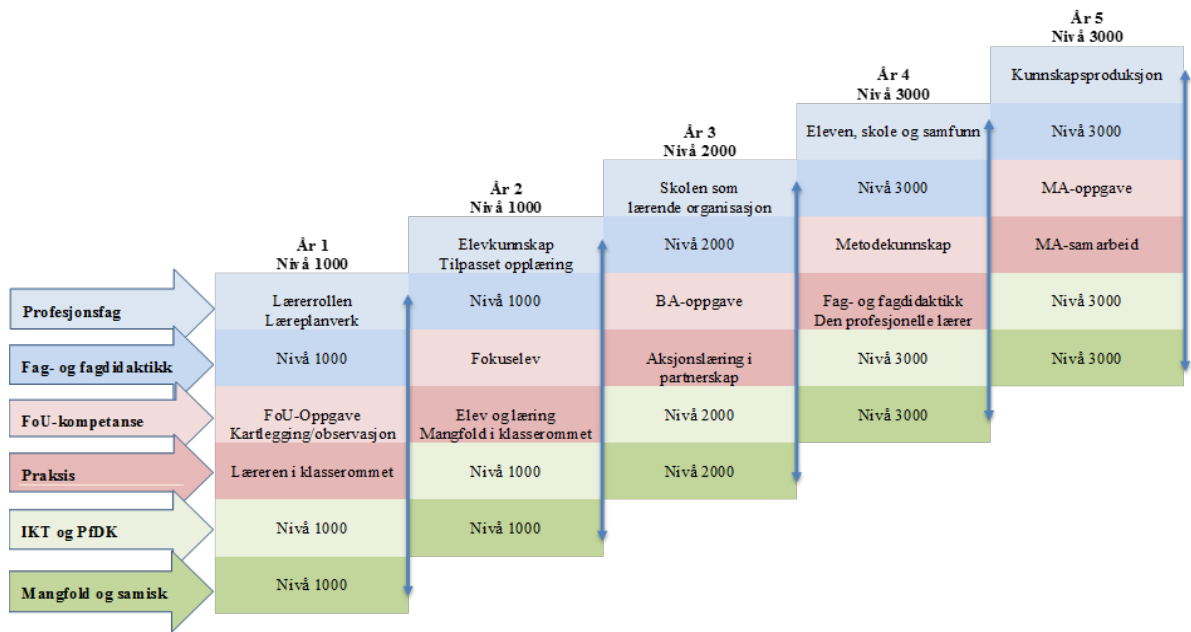 År 5
Nivå 3000
Kunnskapsproduksjon
Nivå 3000
MA-oppgave
MA-samarbeid
Nivå 3000
Nivå 3000
År 4
Nivå 3000
Eleven, skole og samfunn
Nivå 3000
Metodekunnskap
Fag- og fagdidaktikk
Den profesjonelle lærer
Nivå 3000
Nivå 3000
År 3
Nivå 2000
Skolen som
lærende organisasjon
Nivå 2000
BA-oppgave
Aksjonslæring i
partnerskap
Nivå 2000
Nivå 2000
År 2
Nivå 1000
Elevkunnskap
Tilpasset opplæring
Nivå 1000
Fokuselev
Elev og læring
Mangfold i klasserommet
Nivå 1000
Nivå 1000
År 1
Nivå 1000
Lærerrollen
Læreplanverk
Nivå 1000
FoU-Oppgave
Kartlegging/observasjon
Læreren i klasserommet
Nivå 1000
Nivå 1000
Profesjonsfag
Fag- og fagdidaktikk
FoU-kompetanse
Praksis
IKT og PfDK
Mangfold og samisk